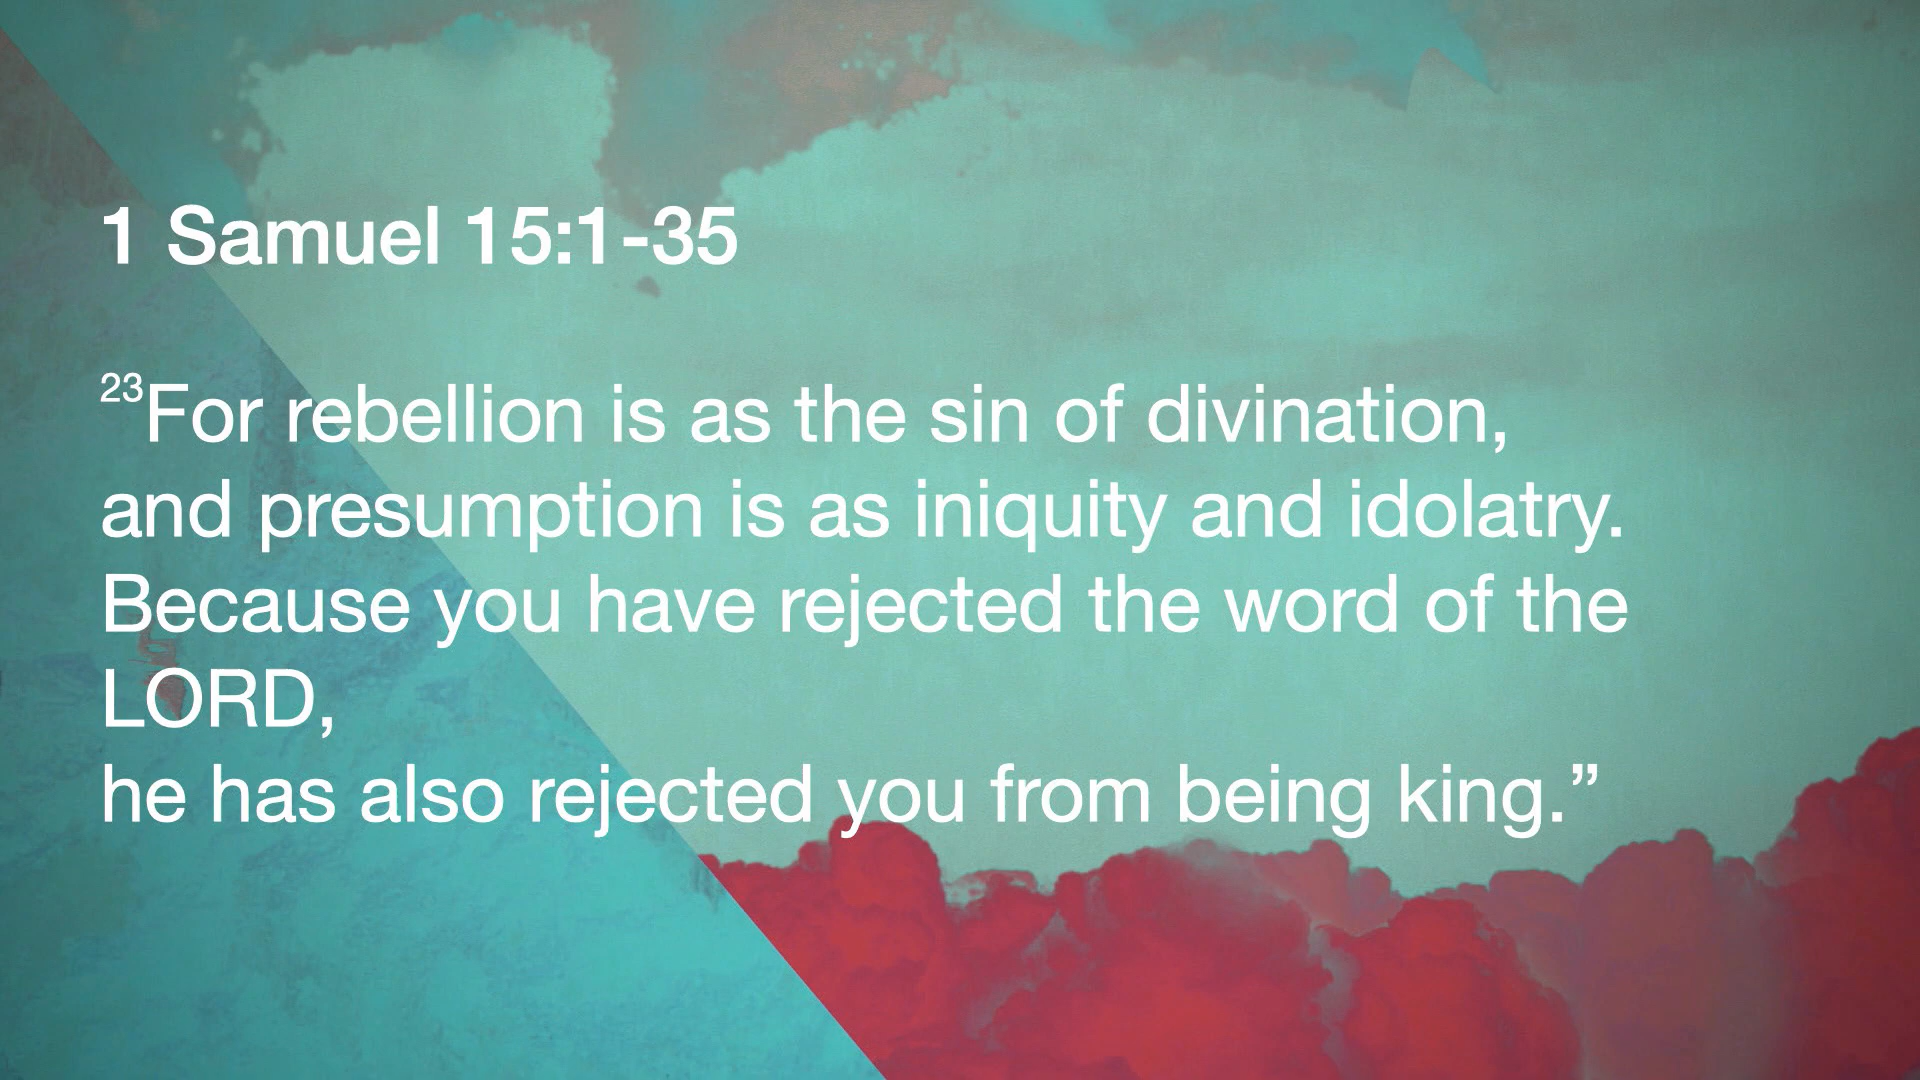 1 Samuel 15:1-35
23For rebellion is as the sin of divination,
and presumption is as iniquity and idolatry.
Because you have rejected the word of the
LORD,
he has also rejected you from being king.”